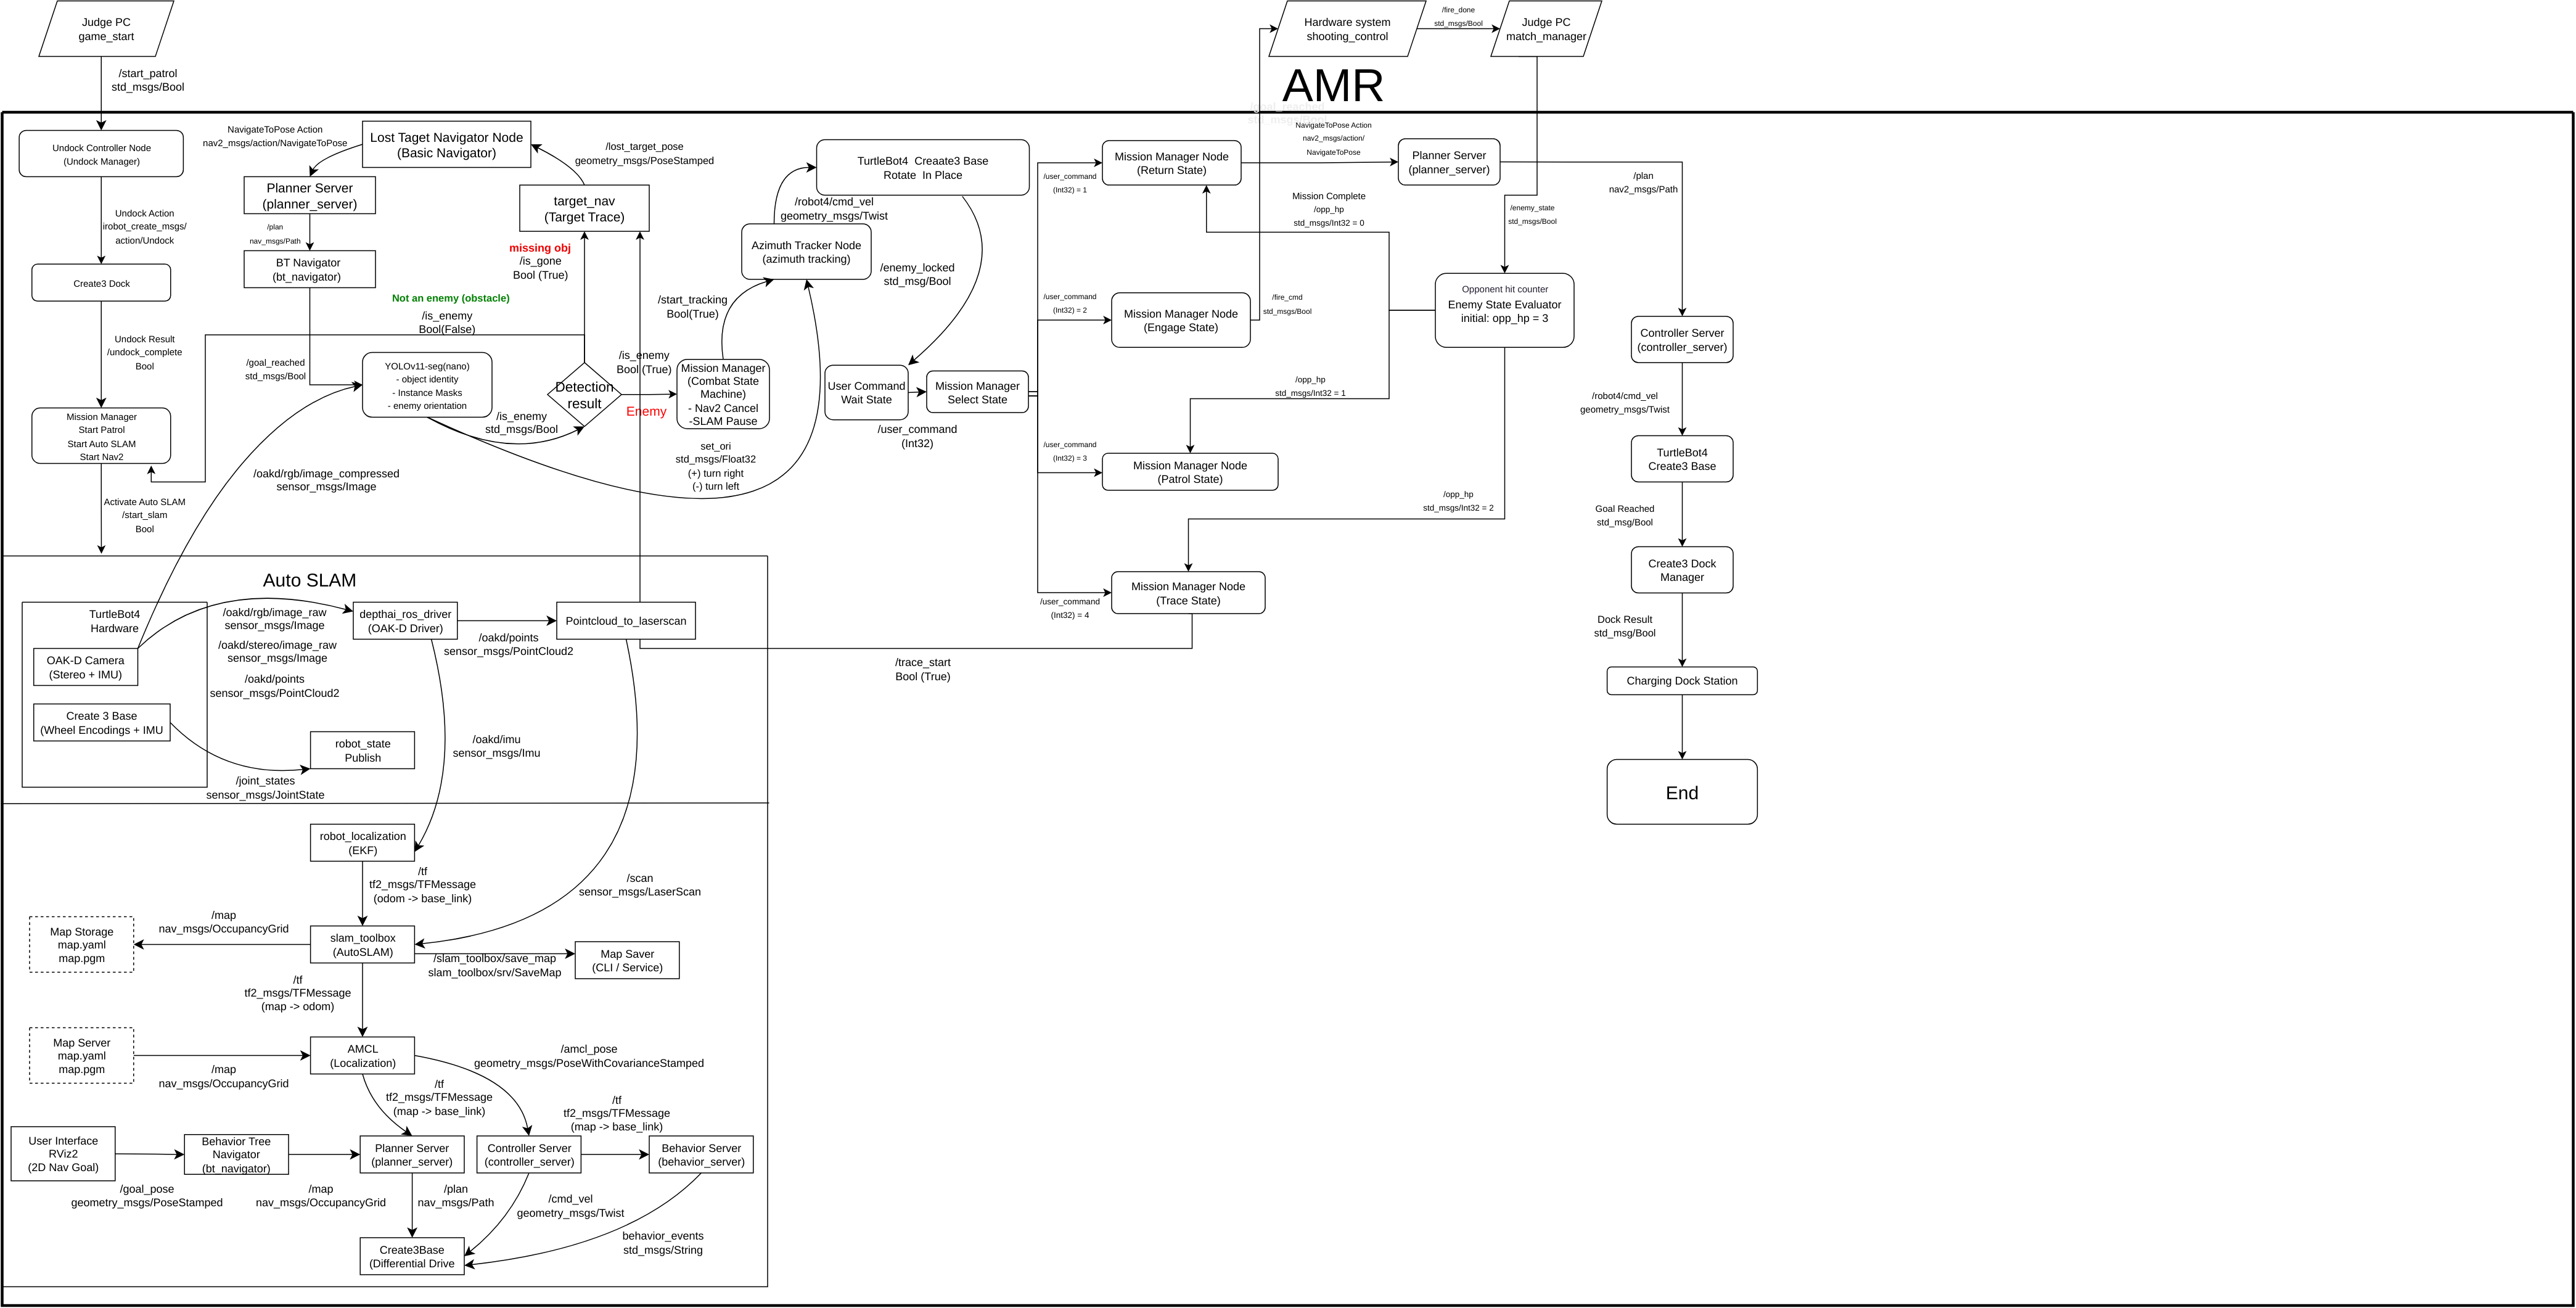 Judge PC
game_start
/start_patrol
std_msgs/Bool
Hardware system
shooting_control
/fire_done
std_msgs/Bool
Judge PC
match_manager
AMR
Undock Controller Node
(Undock Manager)
Undock Action
irobot_create_msgs/
action/Undock
Create3 Dock
Undock Result
/undock_complete
Bool
Mission Manager
Start Patrol
Start Auto SLAM
Start Nav2
Activate Auto SLAM
/start_slam
Bool
NavigateToPose Action
nav2_msgs/action/NavigateToPose
Lost Taget Navigator Node
(Basic Navigator)
/lost_target_pose
geometry_msgs/PoseStamped
Planner Server
(planner_server)
/plan
nav_msgs/Path
BT Navigator
(bt_navigator)
/goal_reached
std_msgs/Bool
target_nav
(Target Trace)
missing obj
/is_gone
Bool (True)
Not an enemy (obstacle)
/is_enemy
Bool(False)
YOLOv11-seg(nano)
- object identity
- Instance Masks
- enemy orientation
/is_enemy
std_msgs/Bool
Detection
result
/is_enemy
Bool (True)
Enemy
Mission Manager
(Combat State
Machine)
- Nav2 Cancel
-SLAM Pause
set_ori
std_msgs/Float32
(+) turn right
(-) turn left
/start_tracking
Bool(True)
Azimuth Tracker Node
(azimuth tracking)
/robot4/cmd_vel
geometry_msgs/Twist
TurtleBot4  Creaate3 Base
Rotate  In Place
/enemy_locked
std_msg/Bool
User Command
Wait State
/user_command
(Int32)
Mission Manager
Select State
/user_command
(Int32) = 1
/user_command
(Int32) = 2
/user_command
(Int32) = 3
/user_command
(Int32) = 4
Mission Manager Node
(Return State)
Mission Manager Node
(Engage State)
Mission Manager Node
(Patrol State)
Mission Manager Node
(Trace State)
/trace_start
Bool (True)
NavigateToPose Action
nav2_msgs/action/
NavigateToPose
Mission Complete
/opp_hp
std_msgs/Int32 = 0
/fire_cmd
std_msgs/Bool
/opp_hp
std_msgs/Int32 = 1
/opp_hp
std_msgs/Int32 = 2
Planner Server
(planner_server)
/enemy_state
std_msgs/Bool
Opponent hit counter
Enemy State Evaluator
initial: opp_hp = 3
/plan
nav2_msgs/Path
Controller Server
(controller_server)
/robot4/cmd_vel
geometry_msgs/Twist
TurtleBot4
Create3 Base
Goal Reached
std_msg/Bool
Create3 Dock
Manager
Dock Result
std_msg/Bool
Charging Dock Station
End
/oakd/rgb/image_compressed
sensor_msgs/Image
Auto SLAM
TurtleBot4
Hardware
OAK-D Camera
(Stereo + IMU)
Create 3 Base
(Wheel Encodings + IMU
/oakd/rgb/image_raw
sensor_msgs/Image
/oakd/stereo/image_raw
sensor_msgs/Image
/oakd/points
sensor_msgs/PointCloud2
depthai_ros_driver
(OAK-D Driver)
/oakd/points
sensor_msgs/PointCloud2
Pointcloud_to_laserscan
robot_state
Publish
/joint_states
sensor_msgs/JointState
/oakd/imu
sensor_msgs/Imu
robot_localization
(EKF)
/tf
tf2_msgs/TFMessage
(odom -> base_link)
/scan
sensor_msgs/LaserScan
Map Storage
map.yaml
map.pgm
/map
nav_msgs/OccupancyGrid
slam_toolbox
(AutoSLAM)
/slam_toolbox/save_map
slam_toolbox/srv/SaveMap
Map Saver
(CLI / Service)
/tf
tf2_msgs/TFMessage
(map -> odom)
Map Server
map.yaml
map.pgm
/map
nav_msgs/OccupancyGrid
AMCL
(Localization)
/amcl_pose
geometry_msgs/PoseWithCovarianceStamped
/tf
tf2_msgs/TFMessage
(map -> base_link)
/tf
tf2_msgs/TFMessage
(map -> base_link)
User Interface
RViz2
(2D Nav Goal)
Behavior Tree
Navigator
(bt_navigator)
Planner Server
(planner_server)
Controller Server
(controller_server)
Behavior Server
(behavior_server)
/goal_pose
geometry_msgs/PoseStamped
/map
nav_msgs/OccupancyGrid
/plan
nav_msgs/Path
/cmd_vel
geometry_msgs/Twist
behavior_events
std_msgs/String
Create3Base
(Differential Drive